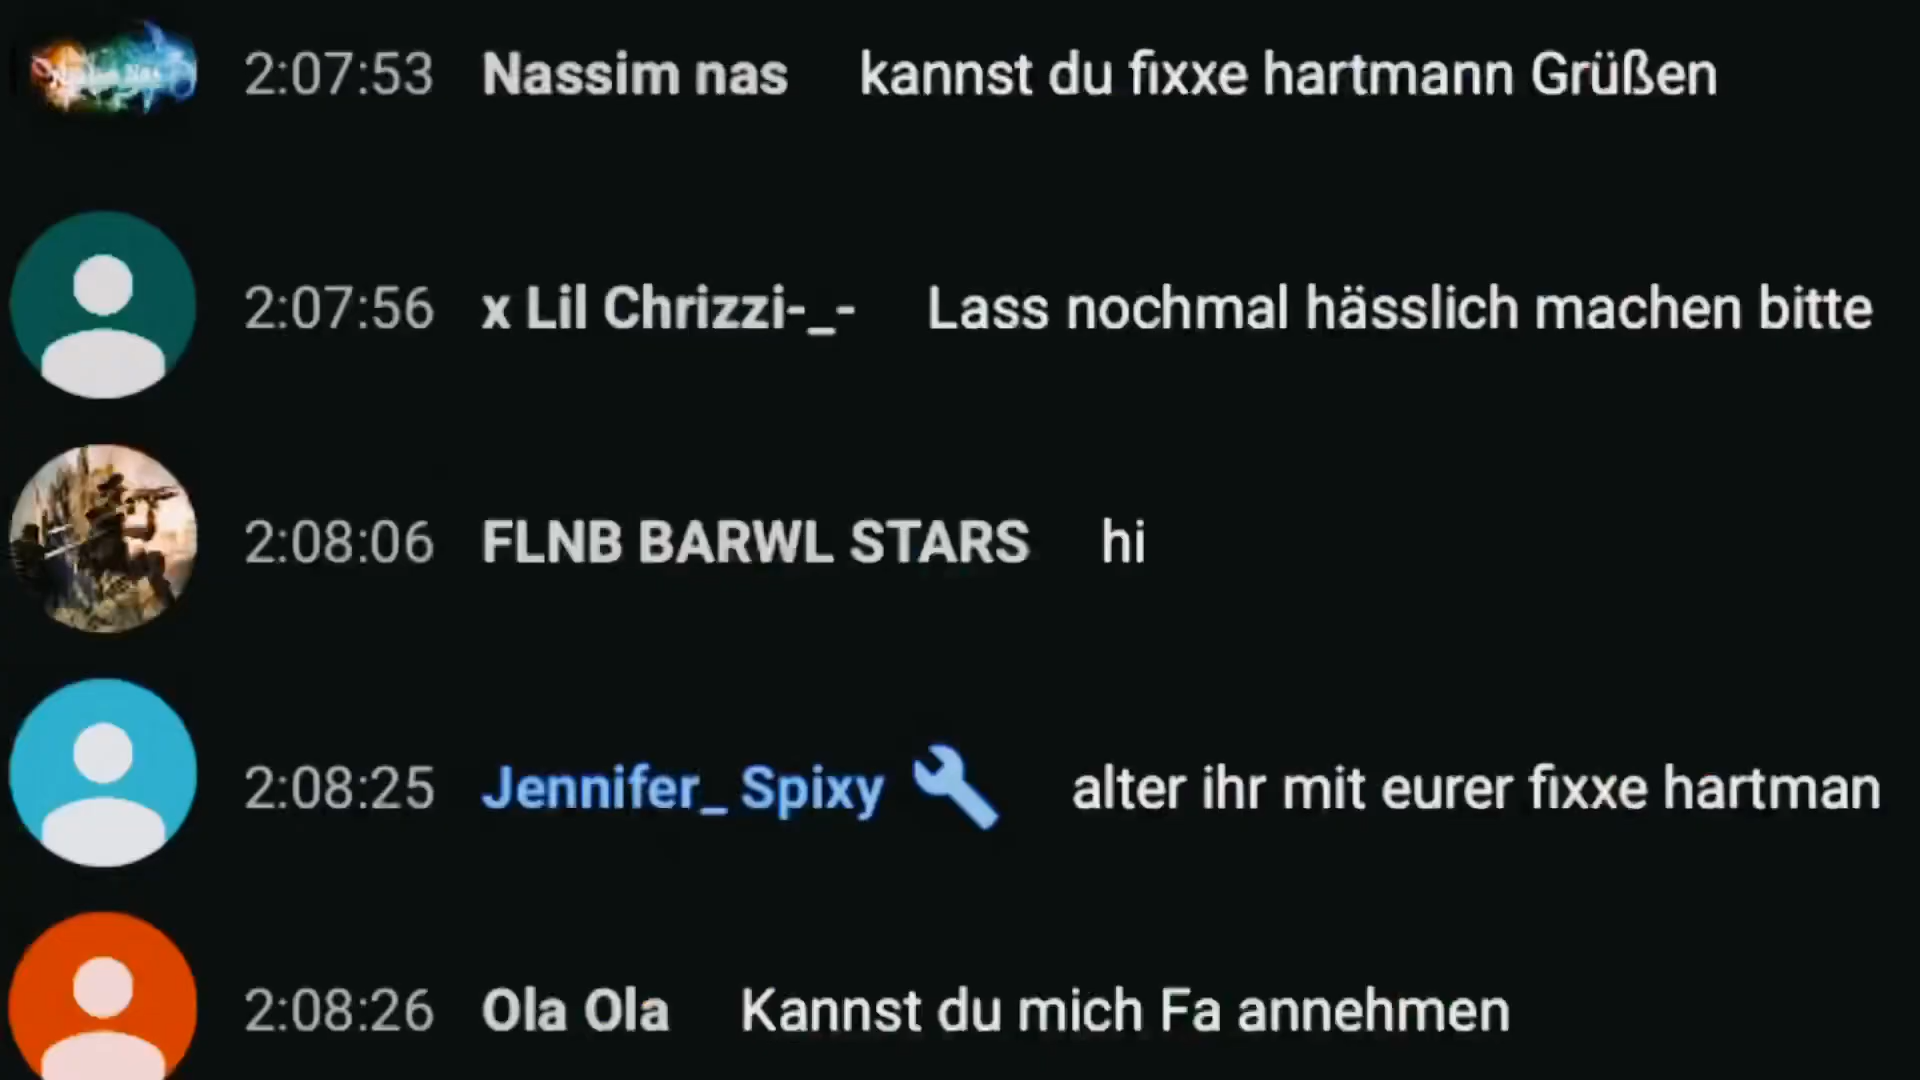 2:07:53 Nassim nas kannst du fixxe hartmann Grüßen
2:07:56 x Lil Chrizzi-_- Lass nochmal hässlich machen bitte
2:08:06 FLNB BARWL STARS hi
2:08:25 Jennifer_ Spixy alter ihr mit eurer fixxe hartman
2:08:26 Ola Ola Kannst du mich Fa annehmen